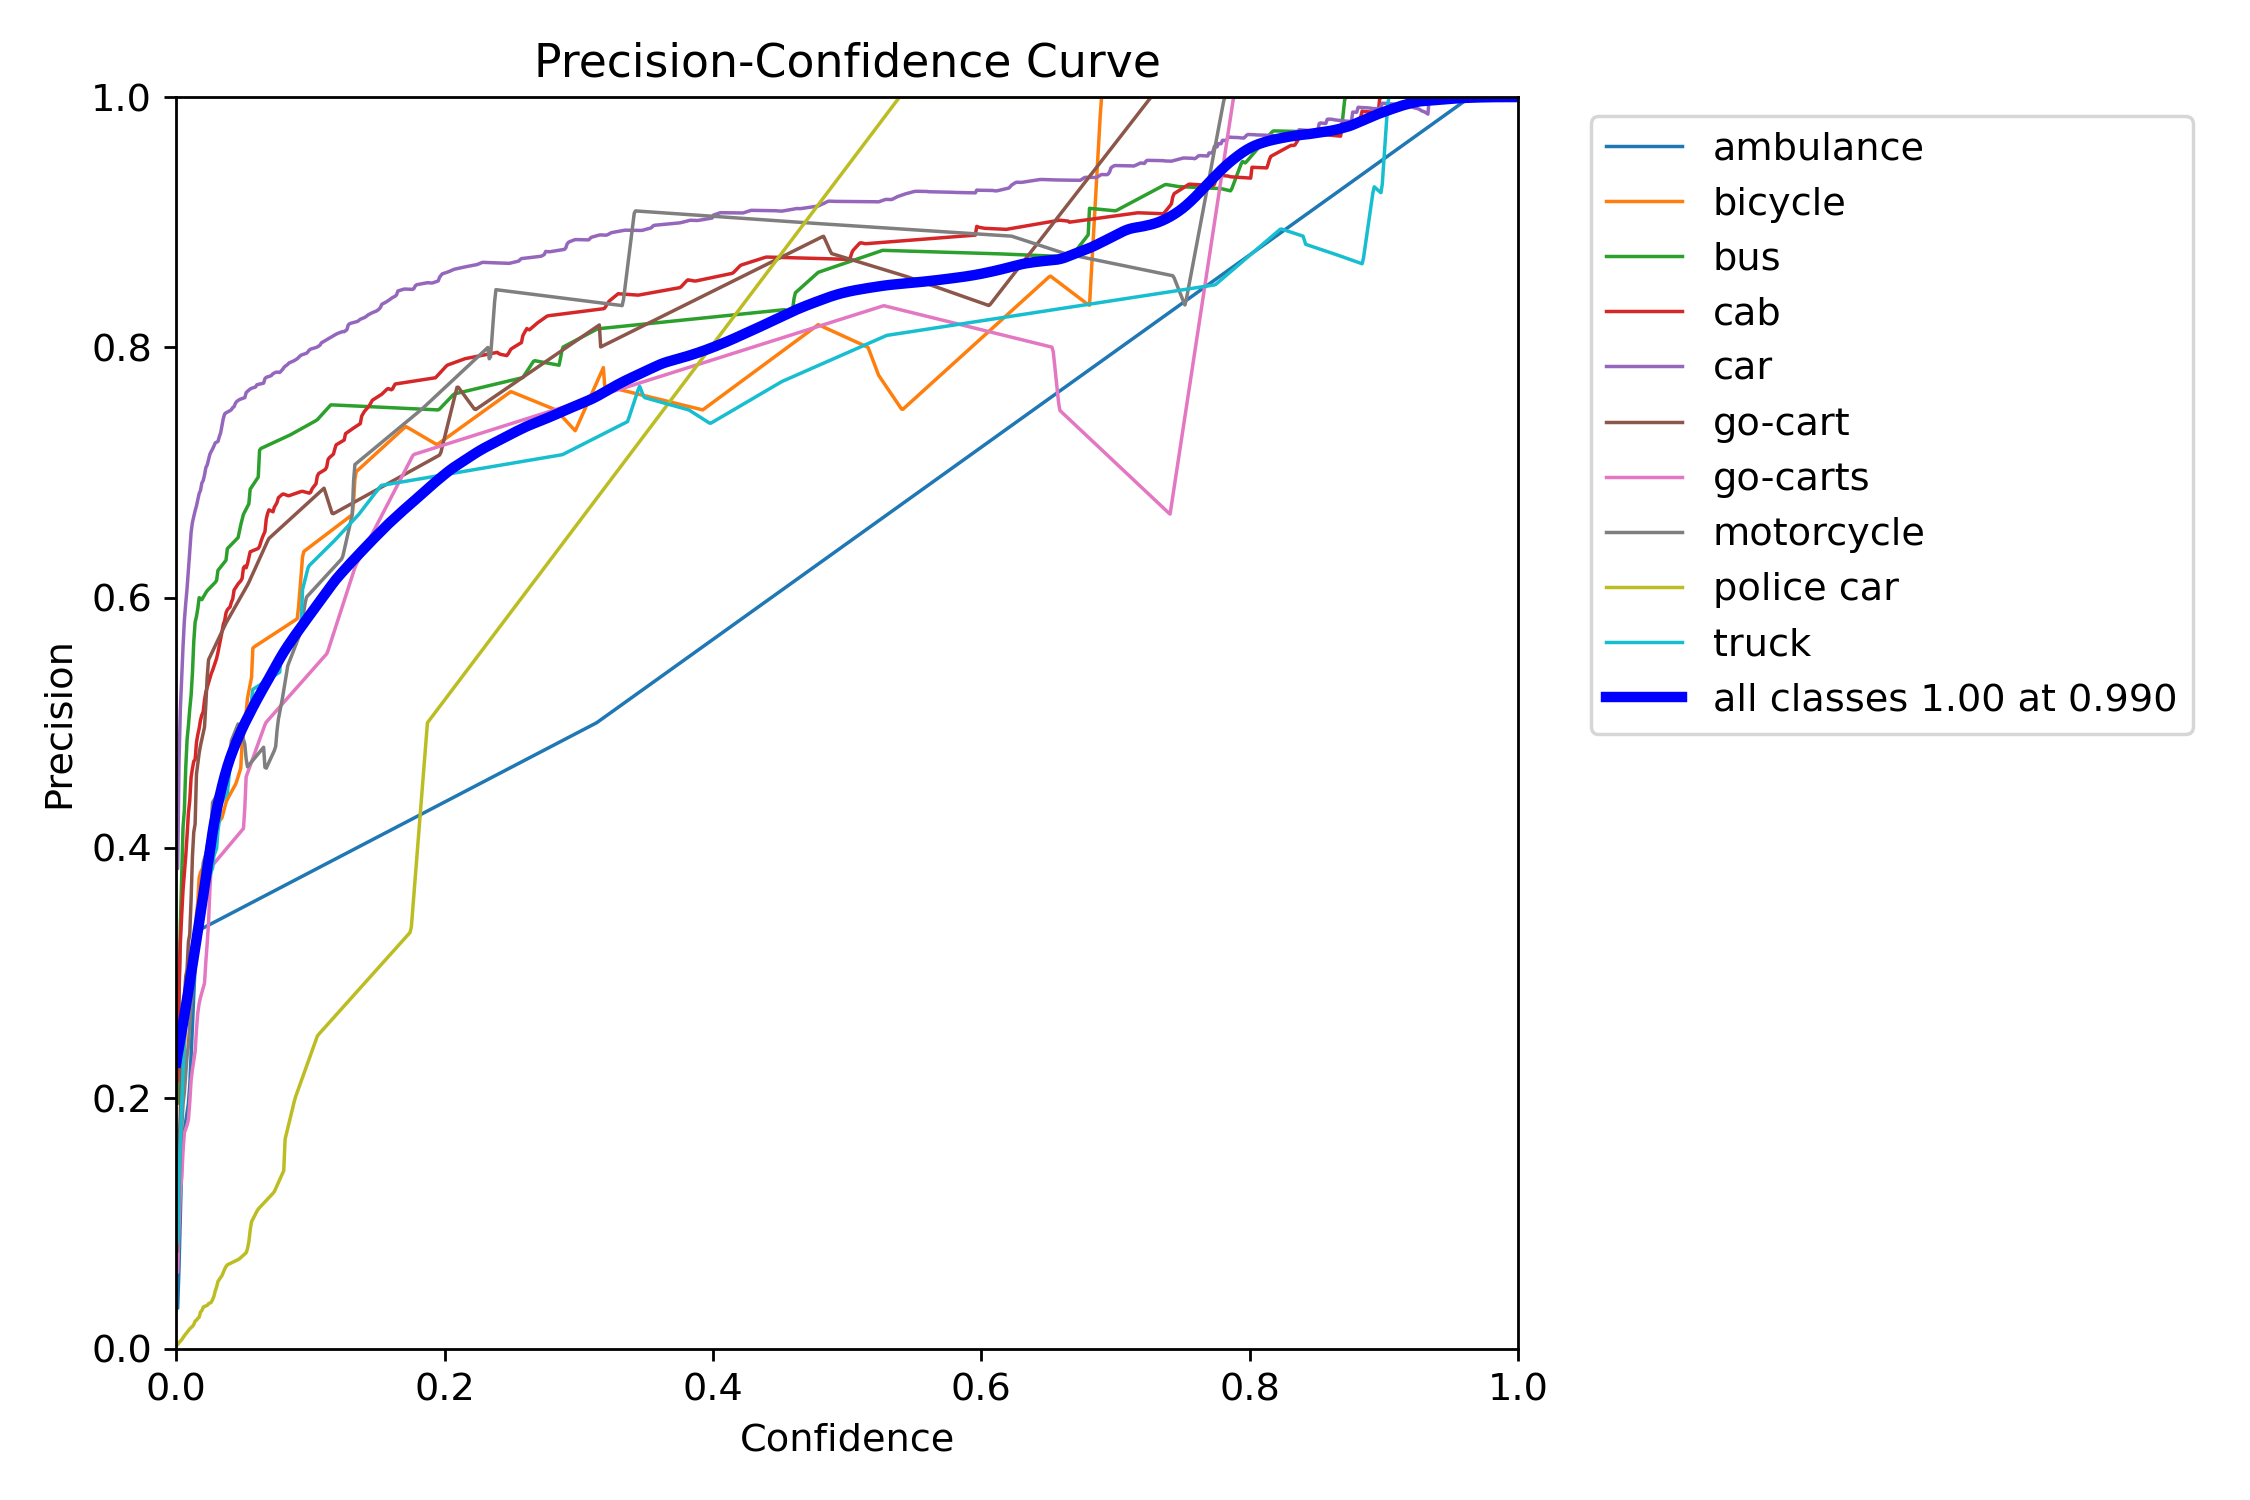 Precision-Confidence Curve
1.0
0.8
0.6
0.4
0.2
0.0
Precision
0.0 0.2 0.4 0.6 0.8 1.0
Confidence
ambulance
bicycle
bus
cab
car
go-cart
go-carts
motorcycle
police car
truck
all classes 1.00 at 0.990